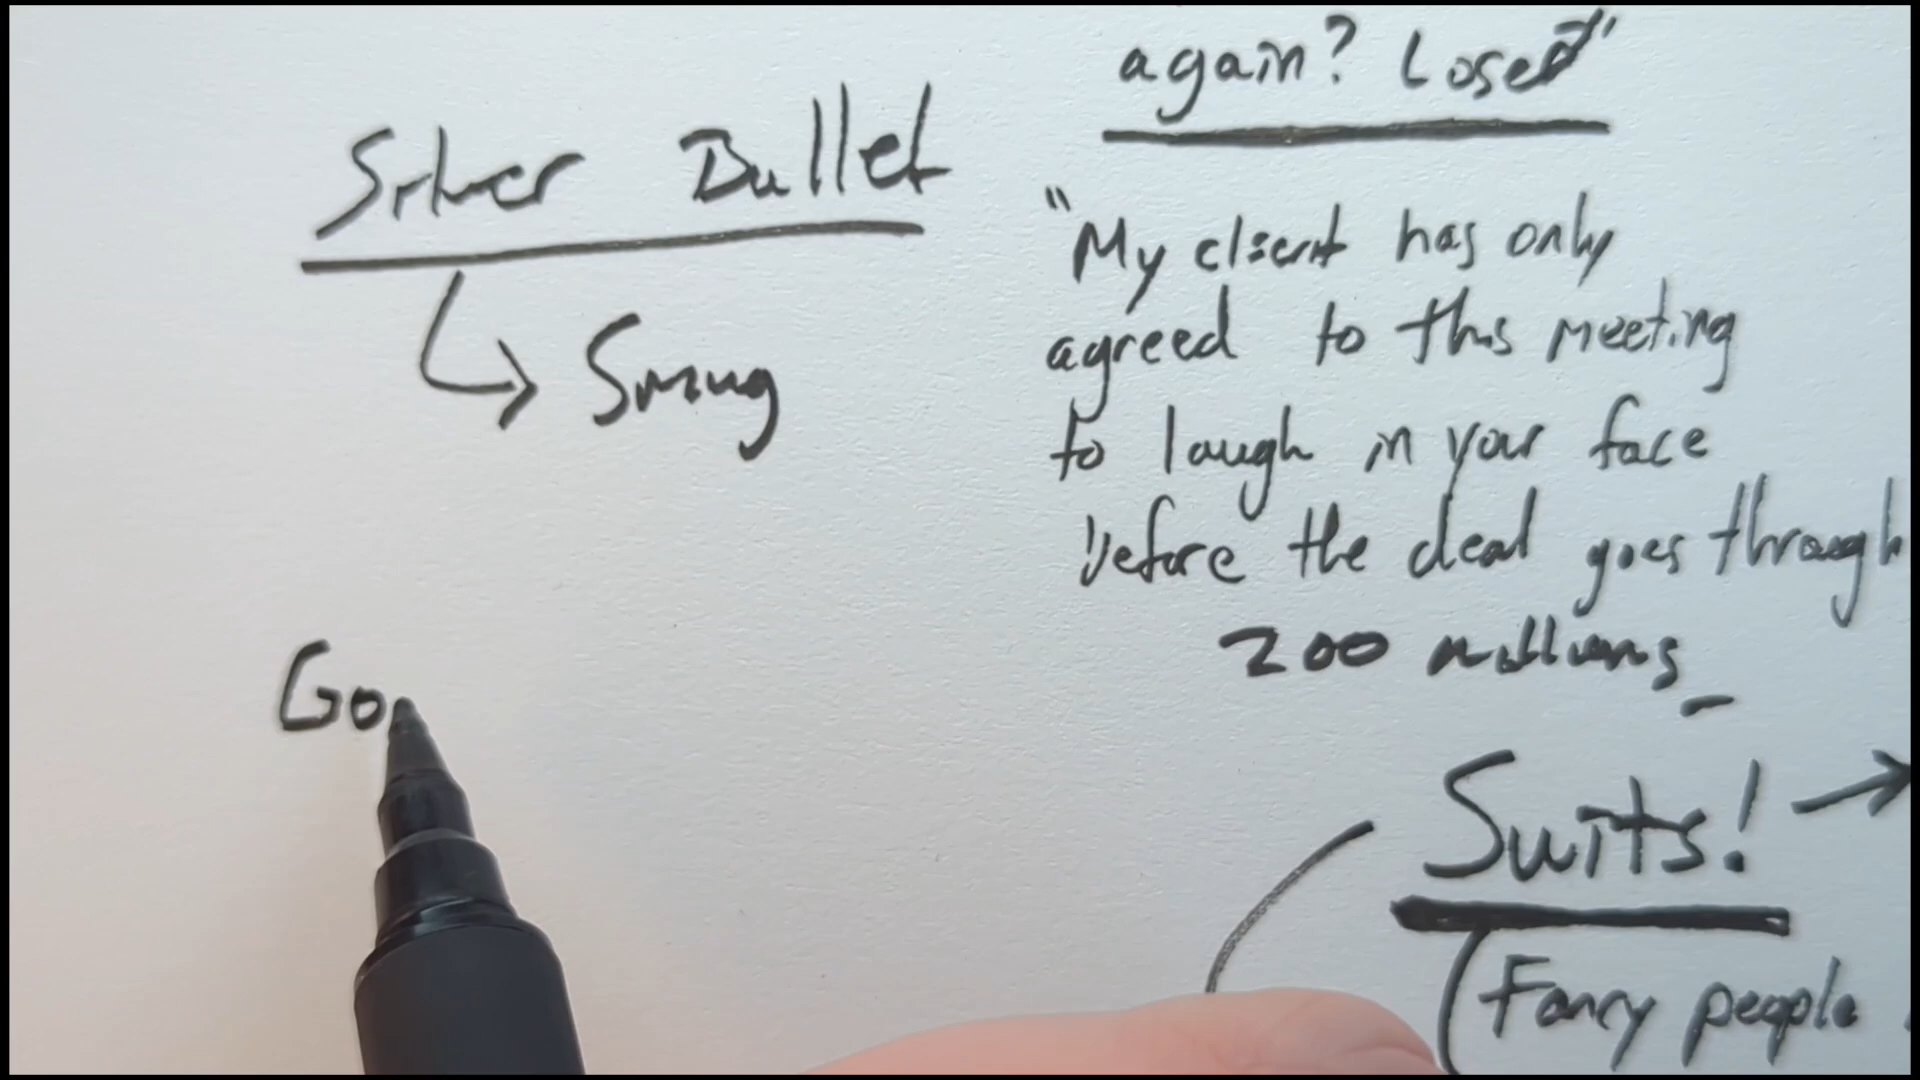 Silver Bullet
Smug
Go
again? Loser"
"My client has only
agreed to this meeting
to laugh in your face
before the deal goes through
200 millions
Suits!
Fancy people